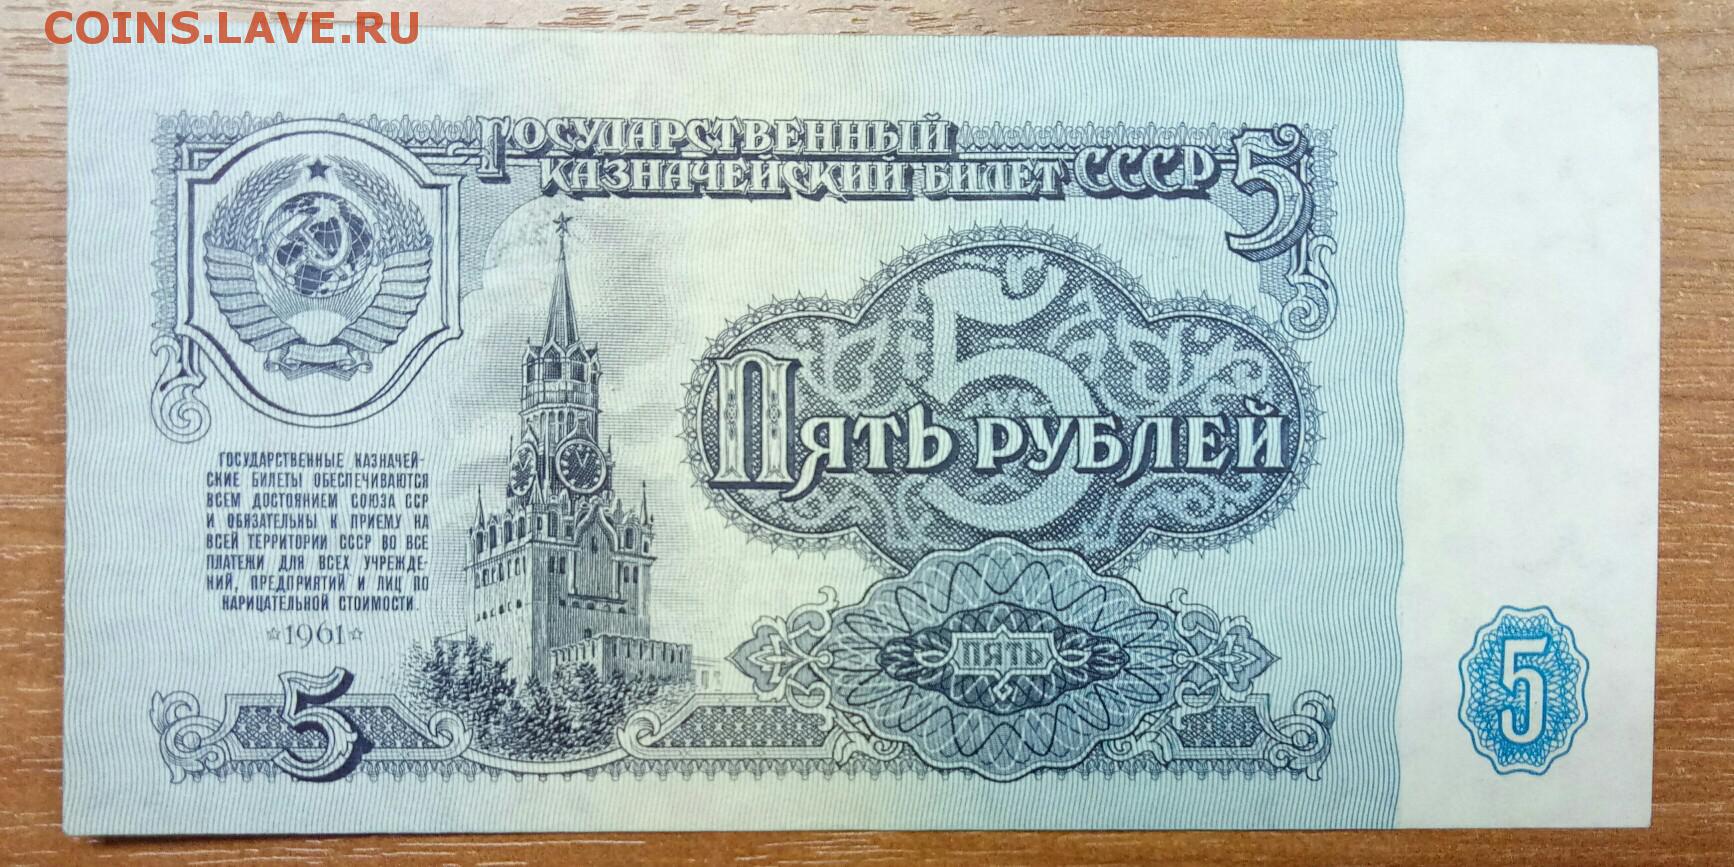 COINS.LAVE.RU
ГОСУДАРСТВЕННЫЙ
КАЗНАЧЕЙСКИЙ БИЛЕТ СССР 5
ПЯТЬ РУБЛЕЙ
5
ГОСУДАРСТВЕННЫЕ КАЗНАЧЕЙ-
СКИЕ БИЛЕТЫ ОБЕСПЕЧИВАЮТСЯ
ВСЕМ ДОСТОЯНИЕМ СОЮЗА ССР
И ОБЯЗАТЕЛЬНЫ К ПРИЕМУ НА
ВСЕЙ ТЕРРИТОРИИ СССР ВО ВСЕ
ПЛАТЕЖИ ДЛЯ ВСЕХ УЧРЕЖДЕ-
НИЙ, ПРЕДПРИЯТИЙ И ЛИЦ ПО
НАРИЦАТЕЛЬНОЙ СТОИМОСТИ.
☆1961☆
5
ПЯТЬ
5